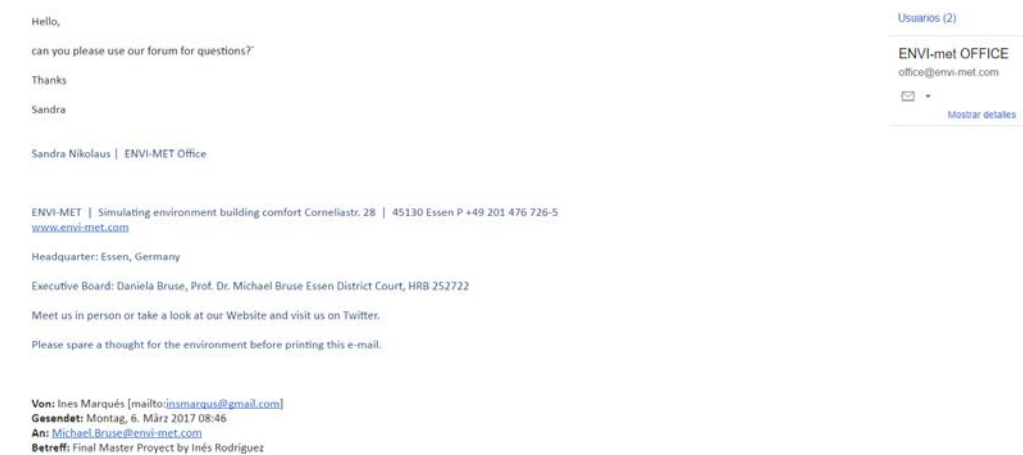 Hello,
can you please use our forum for questions?`
Thanks
Sandra
Sandra Nikolaus | ENVI-MET Office
ENVI-MET | Simulating environment building comfort Corneliastr. 28 | 45130 Essen P +49 201 476 726-5
www.envi-met.com
Headquarter: Essen, Germany
Executive Board: Daniela Bruse, Prof. Dr. Michael Bruse Essen District Court, HRB 252722
Meet us in person or take a look at our Website and visit us on Twitter.
Please spare a thought for the environment before printing this e-mail.
Von: Ines Marqués [mailto:insmarqus@gmail.com]
Gesendet: Montag, 6. März 2017 08:46
An: Michael.Bruse@envi-met.com
Betreff: Final Master Proyect by Inés Rodríguez
Usuarios (2)
ENVI-met OFFICE
office@envi-met.com
Mostrar detalles